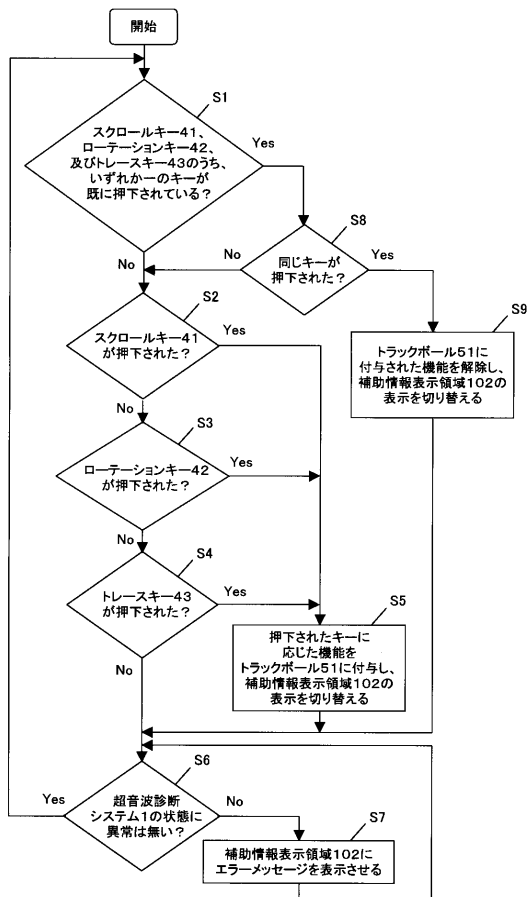 開始
S1
スクロールキー41、
ローテーションキー42、
及びトレースキー43のうち、
いずれか一のキーが
既に押下されている？
Yes
No
S8
同じキーが
押下された？
No
Yes
S9
トラックボール51に
付与された機能を解除し、
補助情報表示領域102の
表示を切り替える
S2
スクロールキー41
が押下された？
Yes
No
S3
ローテーションキー42
が押下された？
Yes
No
S4
トレースキー43
が押下された？
Yes
No
S5
押下されたキーに
応じた機能を
トラックボール51に付与し、
補助情報表示領域102の
表示を切り替える
S6
超音波診断
システム1の状態に
異常は無い？
Yes
No
S7
補助情報表示領域102に
エラーメッセージを表示させる